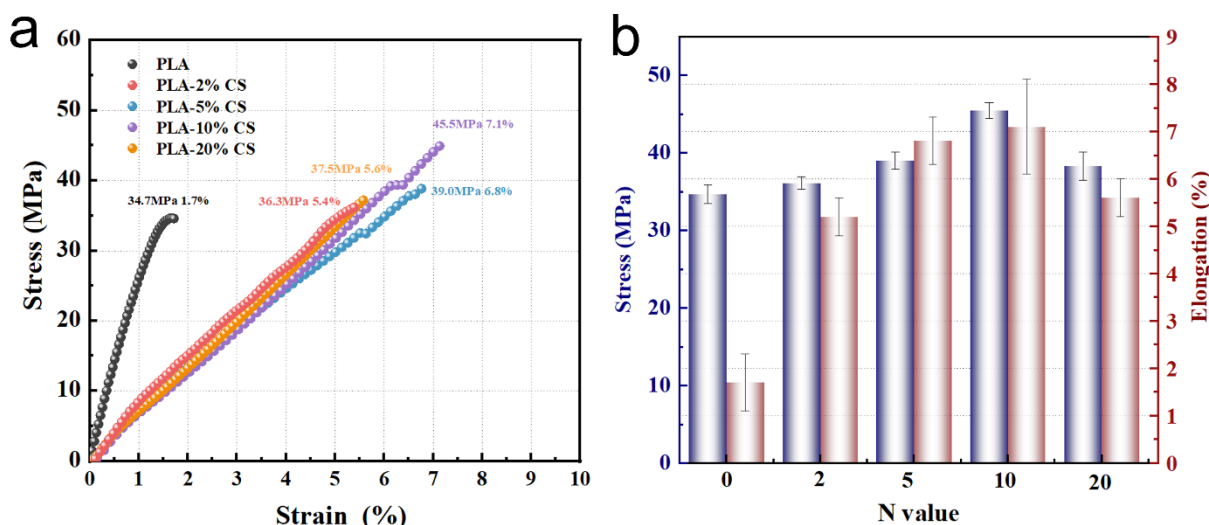 a
60
50
40
30
20
10
0
Stress (MPa)
PLA
PLA-2% CS
PLA-5% CS
PLA-10% CS
PLA-20% CS
45.5MPa 7.1%
37.5MPa 5.6%
39.0MPa 6.8%
36.3MPa 5.4%
34.7MPa 1.7%
0 1 2 3 4 5 6 7 8 9 10
Strain (%)
b
50
40
30
20
10
0
Stress (MPa)
9
8
7
6
5
4
3
2
1
0
Elongation (%)
0 2 5 10 20
N value